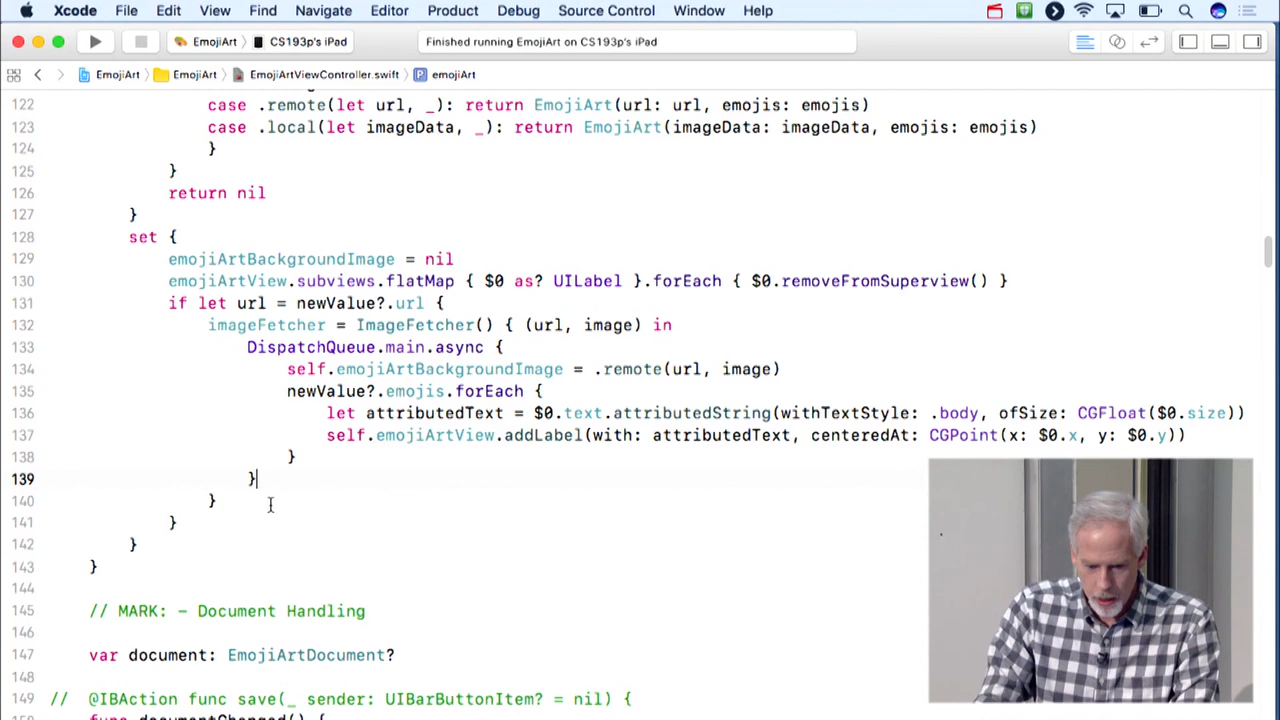 Xcode File Edit View Find Navigate Editor Product Debug Source Control Window Help
EmojiArt CS193p's iPad Finished running EmojiArt on CS193p's iPad
EmojiArt EmojiArt EmojiArtViewController.swift P emojiArt
122 case .remote(let url, _): return EmojiArt(url: url, emojis: emojis)
123 case .local(let imageData, _): return EmojiArt(imageData: imageData, emojis: emojis)
124 }
125 }
126 return nil
127 }
128 set {
129 emojiArtBackgroundImage = nil
130 emojiArtView.subviews.flatMap { $0 as? UILabel }.forEach { $0.removeFromSuperview() }
131 if let url = newValue?.url {
132 imageFetcher = ImageFetcher() { (url, image) in
133 DispatchQueue.main.async {
134 self.emojiArtBackgroundImage = .remote(url, image)
135 newValue?.emojis.forEach {
136 let attributedText = $0.text.attributedString(withTextStyle: .body, ofSize: CGFloat($0.size))
137 self.emojiArtView.addLabel(with: attributedText, centeredAt: CGPoint(x: $0.x, y: $0.y))
138 }
139 }
140 }
141 }
142 }
143 }
144
145 // MARK: - Document Handling
146
147 var document: EmojiArtDocument?
148
149 // @IBAction func save(_ sender: UIBarButtonItem? = nil) {
func documentChanged() {